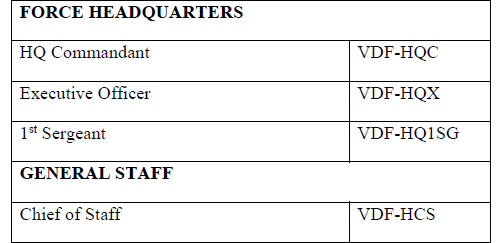 FORCE HEADQUARTERS
HQ Commandant VDF-HQC
Executive Officer VDF-HQX
1st Sergeant VDF-HQ1SG
GENERAL STAFF
Chief of Staff VDF-HCS